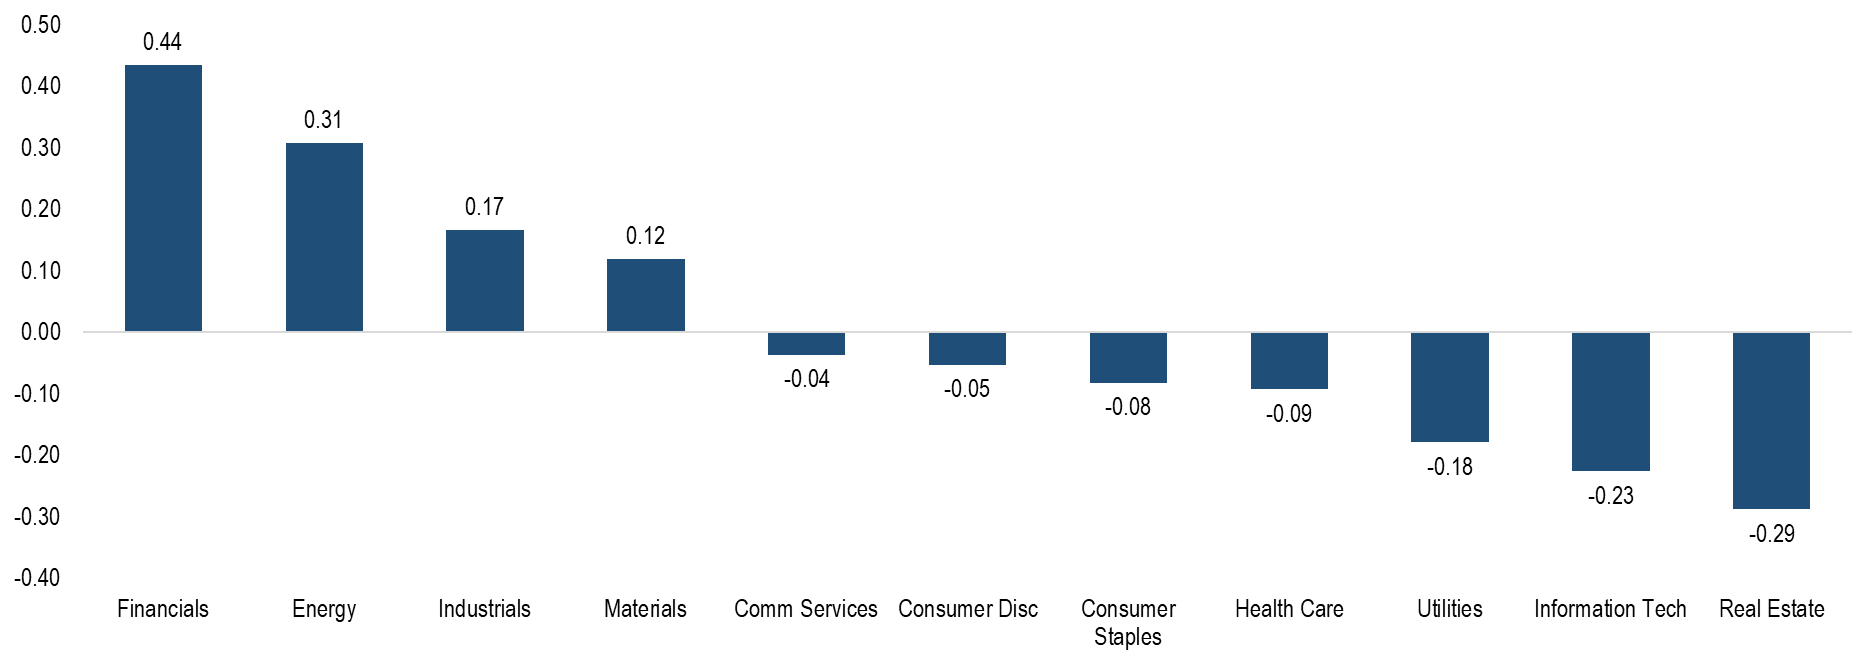 0.50
0.40
0.30
0.20
0.10
0.00
-0.10
-0.20
-0.30
-0.40
0.44
0.31
0.17
0.12
-0.04
-0.05
-0.08
-0.09
-0.18
-0.23
-0.29
Financials
Energy
Industrials
Materials
Comm Services
Consumer Disc
Consumer
Staples
Health Care
Utilities
Information Tech
Real Estate